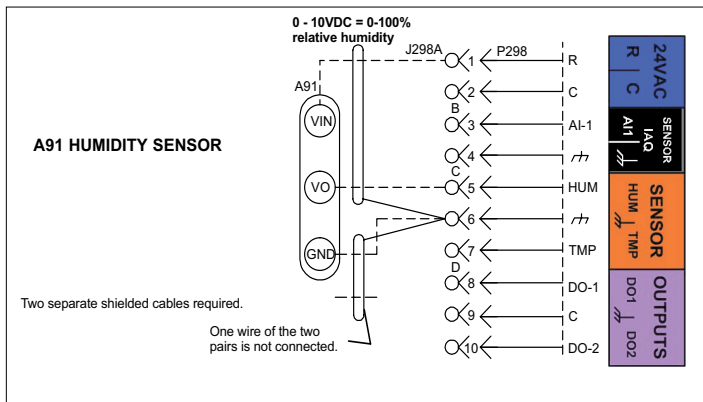 0 - 10VDC = 0-100%
relative humidity
J298A
P298
A91
A91 HUMIDITY SENSOR
VIN
VO
GND
1
R
2
C
B
3
AI-1
4
C
5
HUM
6
7
TMP
D
8
DO-1
9
C
10
DO-2
Two separate shielded cables required.
One wire of the two
pairs is not connected.
24VAC
R C
SENSOR
IAQ
AI1
SENSOR
HUM TMP
OUTPUTS
DO1 DO2